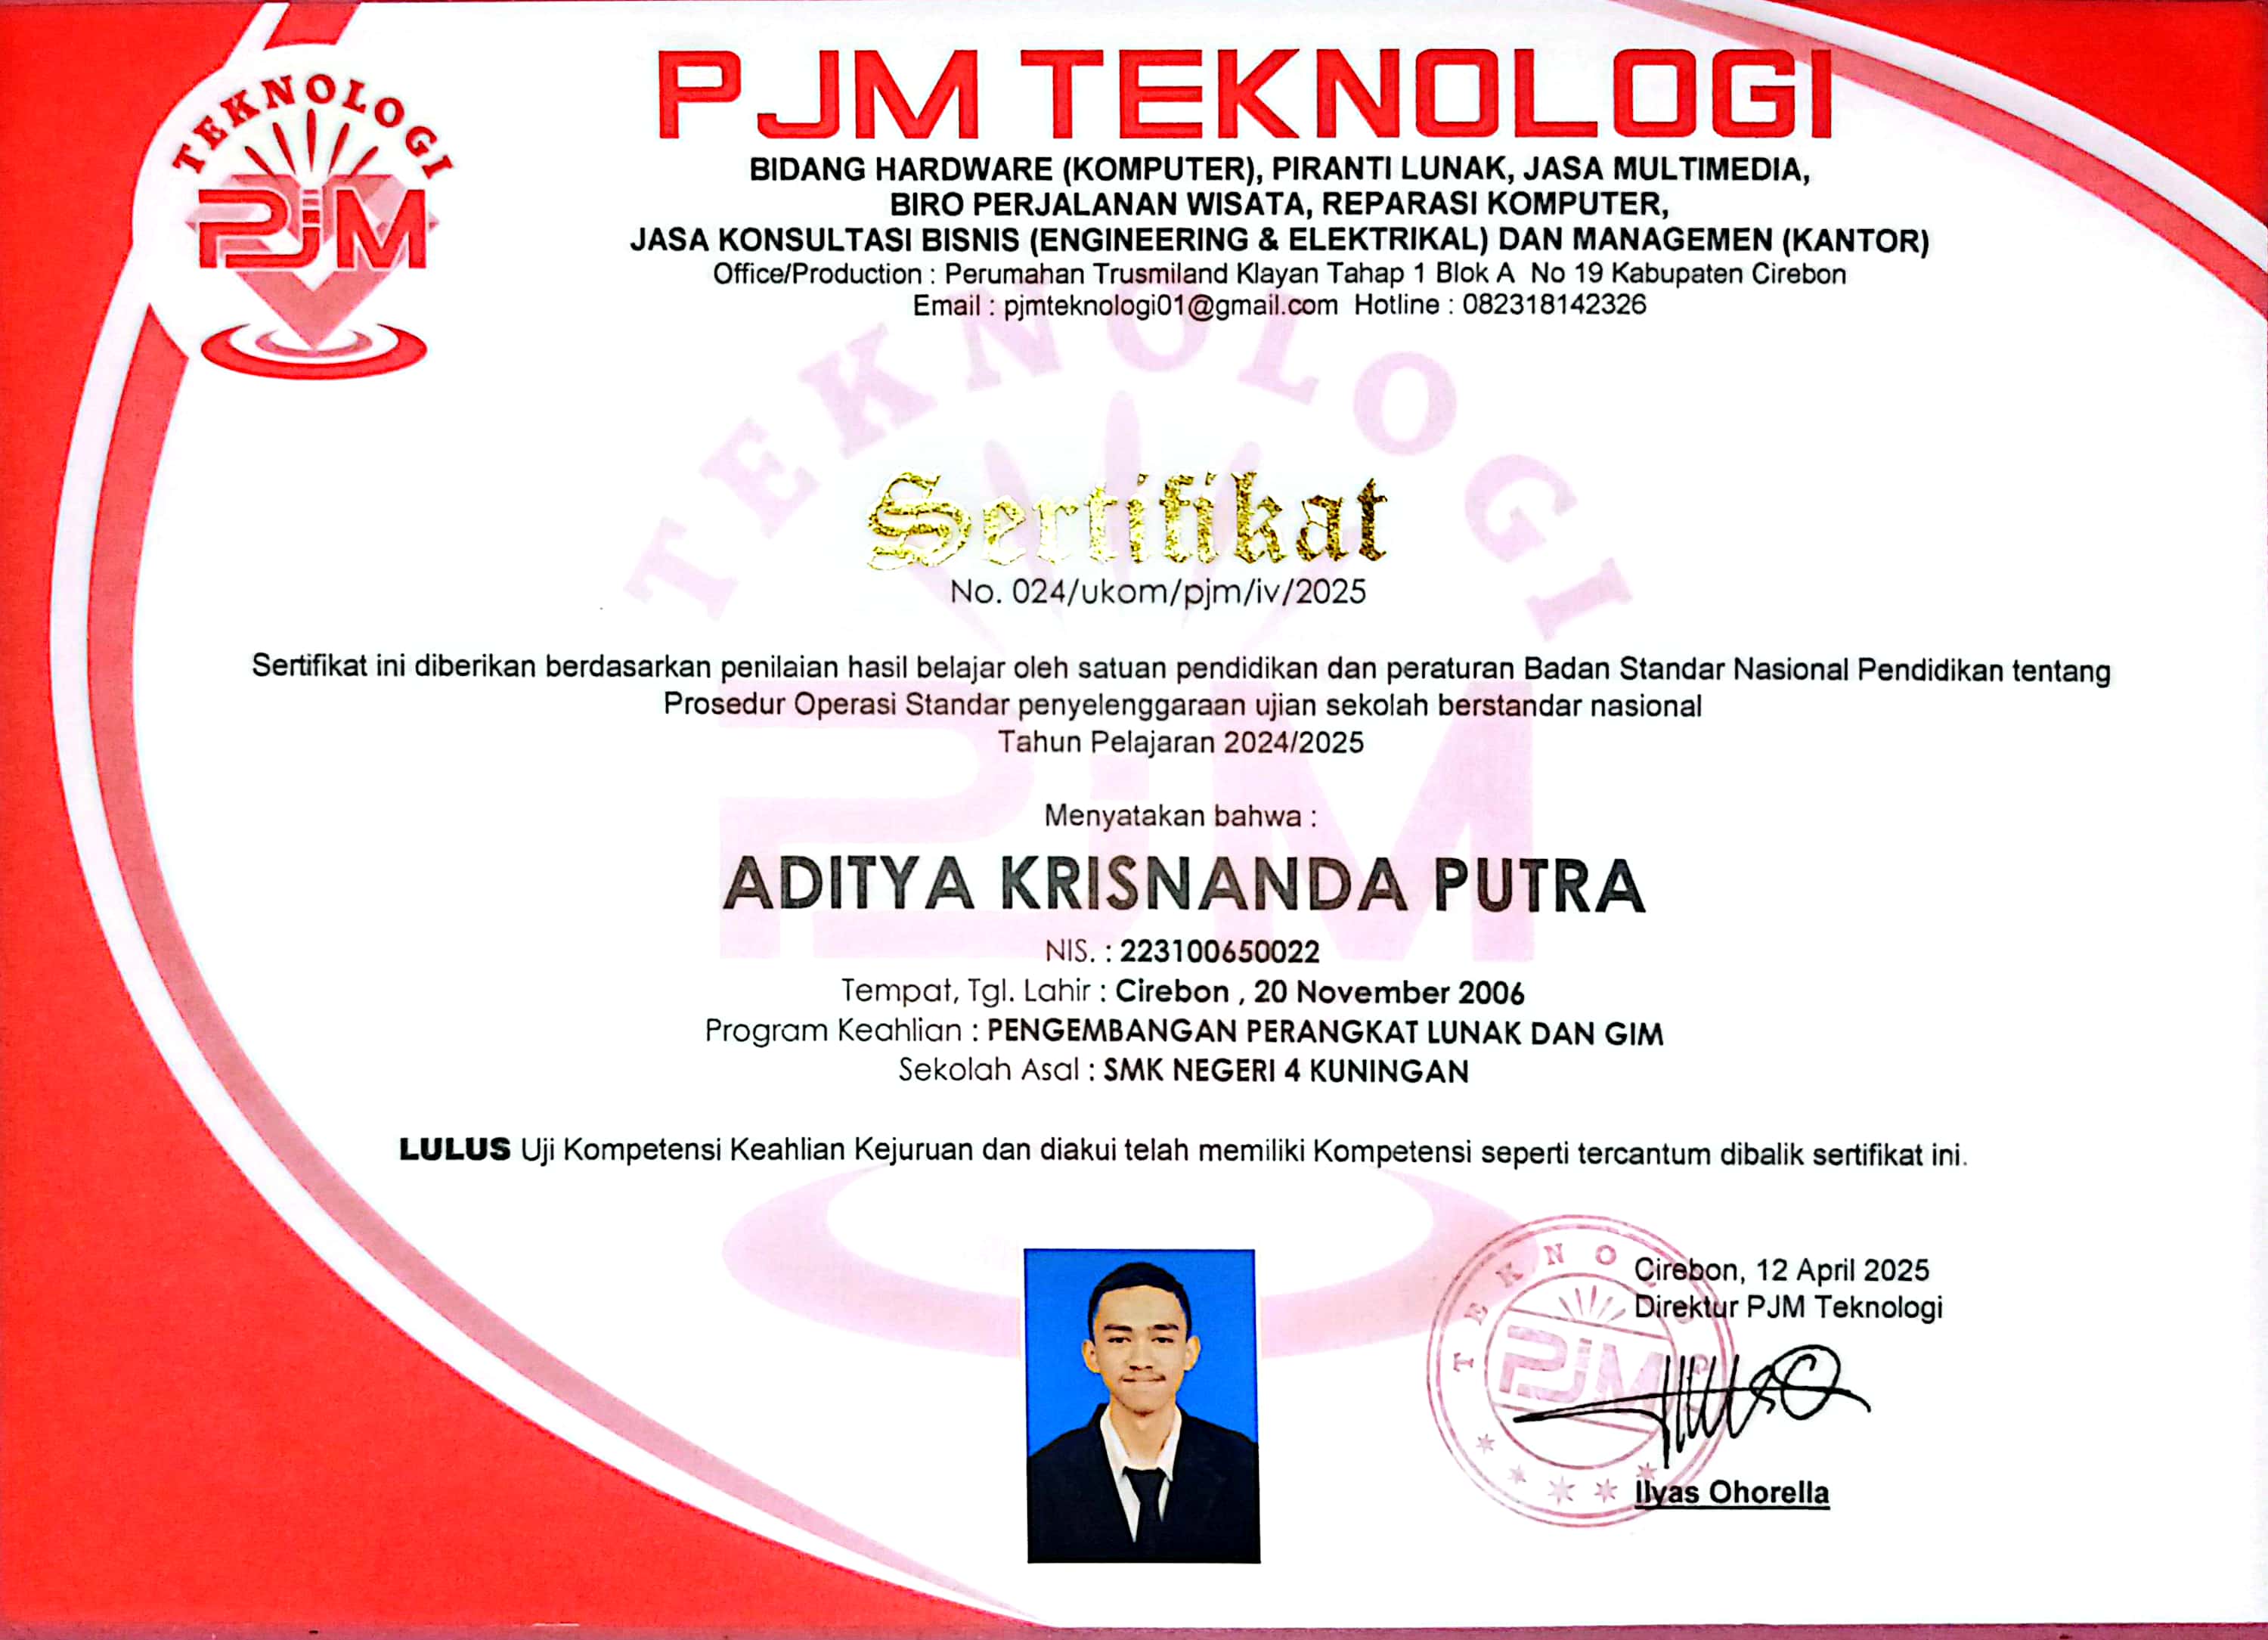 TEKNOLOGI
PJM
PJM TEKNOLOGI
BIDANG HARDWARE (KOMPUTER), PIRANTI LUNAK, JASA MULTIMEDIA,
BIRO PERJALANAN WISATA, REPARASI KOMPUTER,
JASA KONSULTASI BISNIS (ENGINEERING & ELEKTRIKAL) DAN MANAGEMEN (KANTOR)
Office/Production : Perumahan Trusmiland Klayan Tahap 1 Blok A No 19 Kabupaten Cirebon
Email : pjmteknologi01@gmail.com Hotline : 082318142326
TEKNOLOGI
PJM
Sertifikat
No. 024/ukom/pjm/iv/2025
Sertifikat ini diberikan berdasarkan penilaian hasil belajar oleh satuan pendidikan dan peraturan Badan Standar Nasional Pendidikan tentang
Prosedur Operasi Standar penyelenggaraan ujian sekolah berstandar nasional
Tahun Pelajaran 2024/2025
Menyatakan bahwa :
ADITYA KRISNANDA PUTRA
NIS. : 223100650022
Tempat, Tgl. Lahir : Cirebon , 20 November 2006
Program Keahlian : PENGEMBANGAN PERANGKAT LUNAK DAN GIM
Sekolah Asal : SMK NEGERI 4 KUNINGAN
LULUS Uji Kompetensi Keahlian Kejuruan dan diakui telah memiliki Kompetensi seperti tercantum dibalik sertifikat ini.
Cirebon, 12 April 2025
Direktur PJM Teknologi
PJM
Ilyas Ohorella